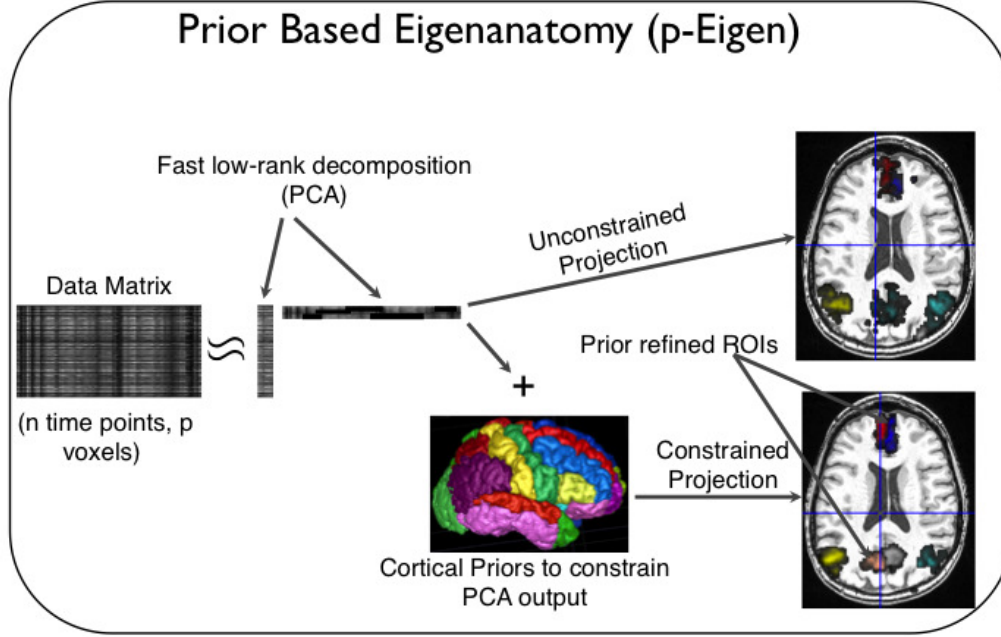 Prior Based Eigenanatomy (p-Eigen)
Fast low-rank decomposition
(PCA)
Unconstrained
Projection
Data Matrix
Prior refined ROIs
+
(n time points, p
voxels)
Constrained
Projection
Cortical Priors to constrain
PCA output